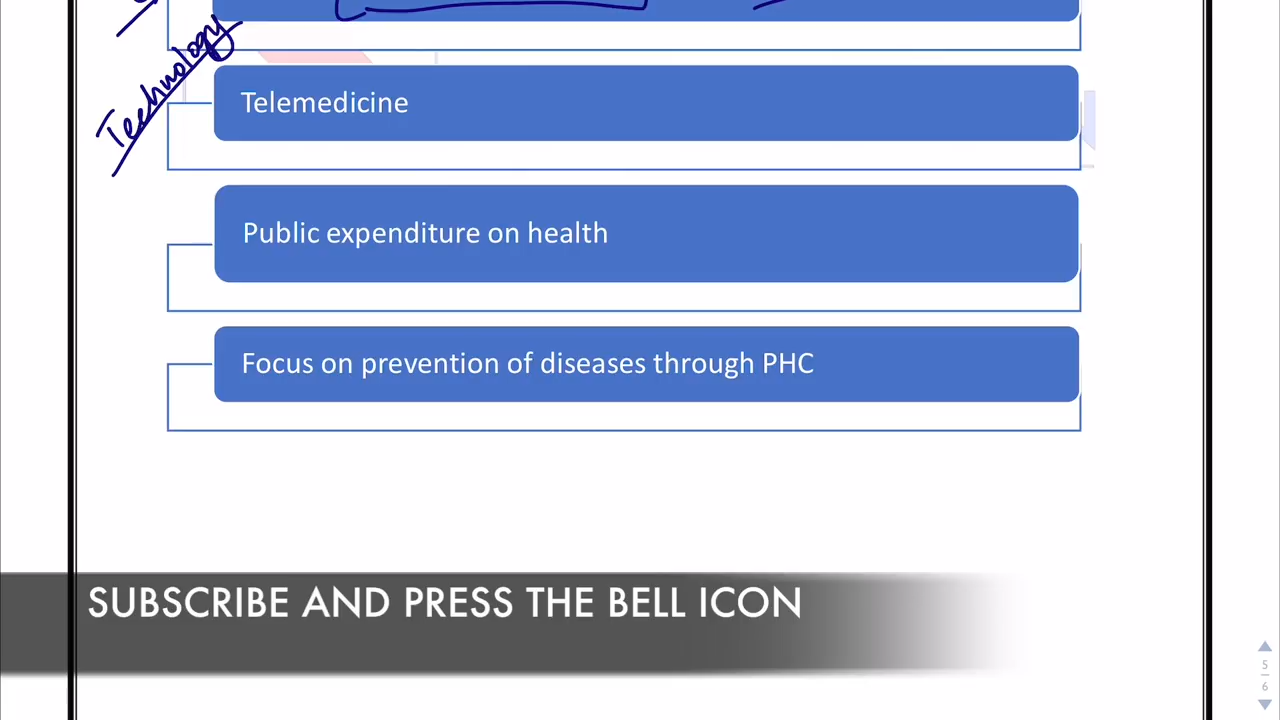 Technology
Telemedicine
Public expenditure on health
Focus on prevention of diseases through PHC
SUBSCRIBE AND PRESS THE BELL ICON
5
6